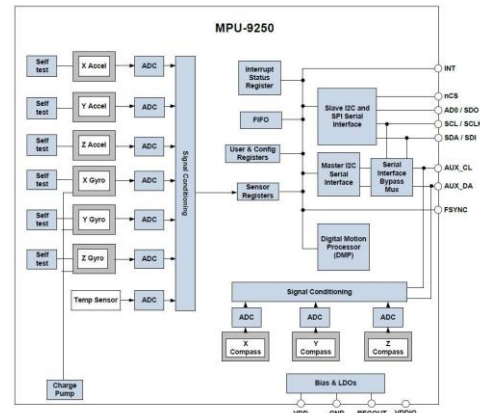 MPU-9250
Self test
X Accel
ADC
Self test
Y Accel
ADC
Self test
Z Accel
ADC
Self test
X Gyro
ADC
Self test
Y Gyro
ADC
Self test
Z Gyro
ADC
Temp Sensor
ADC
Charge Pump
Signal Conditioning
Interrupt Status Register
FIFO
User & Config Registers
Sensor Registers
Slave I2C and SPI Serial Interface
Master I2C Serial Interface
Serial Interface Bypass Mux
Digital Motion Processor (DMP)
INT
nCS
AD0 / SDO
SCL / SCLK
SDA / SDI
AUX_CL
AUX_DA
FSYNC
Signal Conditioning
ADC
ADC
ADC
X Compass
Y Compass
Z Compass
Bias & LDOs
VDD
GND
REGOUT
VDDIO